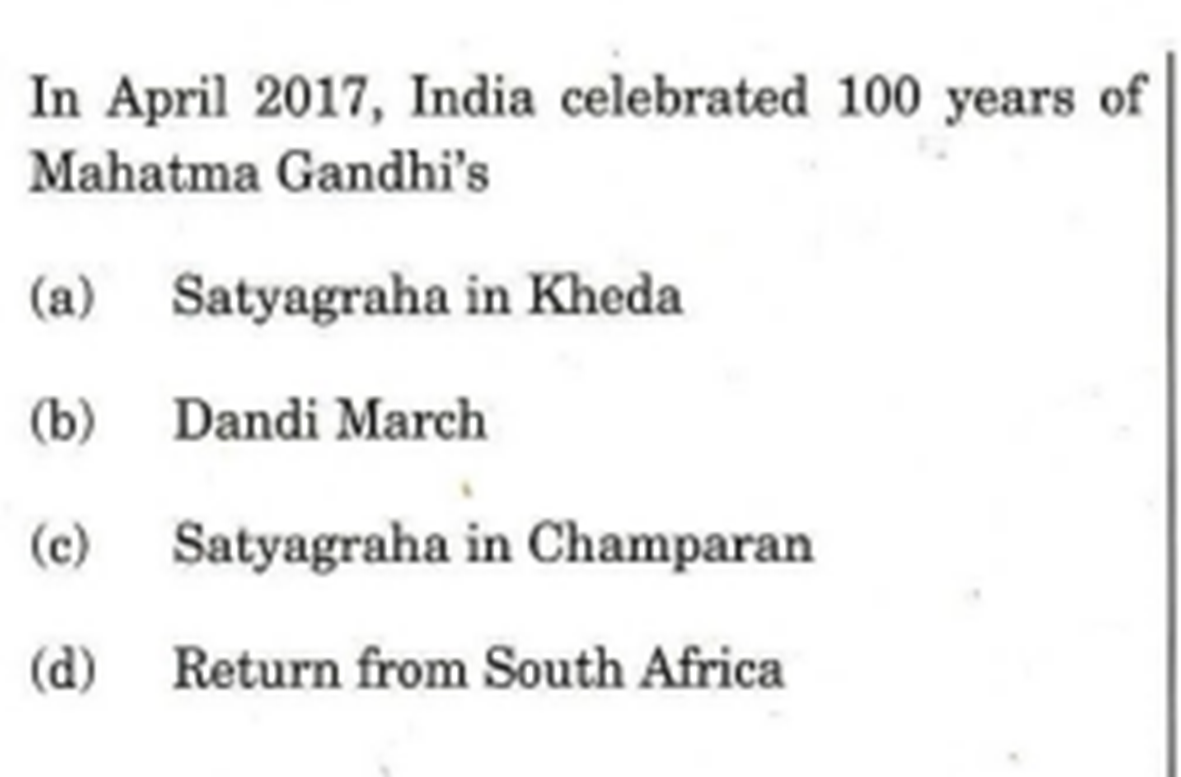 In April 2017, India celebrated 100 years of
Mahatma Gandhi's
(a) Satyagraha in Kheda
(b) Dandi March
(c) Satyagraha in Champaran
(d) Return from South Africa